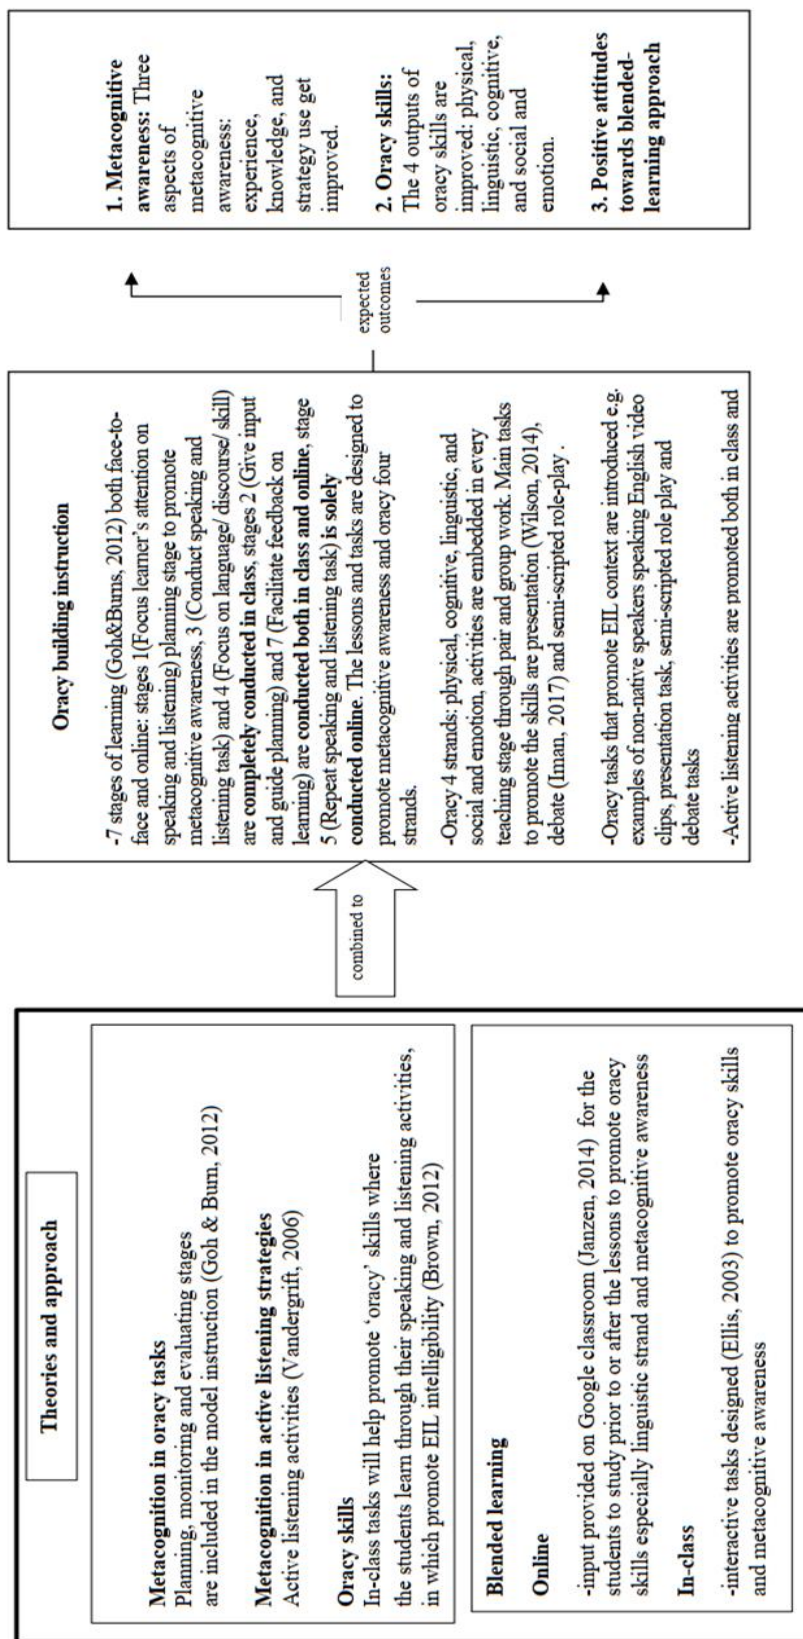 Theories and approach
Metacognition in oracy tasks
Planning, monitoring and evaluating stages
are included in the model instruction (Goh & Burn, 2012)
Metacognition in active listening strategies
Active listening activities (Vandergrift, 2006)
Oracy skills
In-class tasks will help promote ‘oracy’ skills where
the students learn through their speaking and listening activities,
in which promote EIL intelligibility (Brown, 2012)
Blended learning
Online
-input provided on Google classroom (Janzen, 2014) for the
students to study prior to or after the lessons to promote oracy
skills especially linguistic strand and metacognitive awareness
In-class
-interactive tasks designed (Ellis, 2003) to promote oracy skills
and metacognitive awareness
combined to
Oracy building instruction
-7 stages of learning (Goh&Burns, 2012) both face-to-
face and online: stages 1(Focus learner’s attention on
speaking and listening) planning stage to promote
metacognitive awareness, 3 (Conduct speaking and
listening task) and 4 (Focus on language/ discourse/ skill)
are completely conducted in class, stages 2 (Give input
and guide planning) and 7 (Facilitate feedback on
learning) are conducted both in class and online, stage
5 (Repeat speaking and listening task) is solely
conducted online. The lessons and tasks are designed to
promote metacognitive awareness and oracy four
strands.
-Oracy 4 strands: physical, cognitive, linguistic, and
social and emotion, activities are embedded in every
teaching stage through pair and group work. Main tasks
to promote the skills are presentation (Wilson, 2014),
debate (Iman, 2017) and semi-scripted role-play .
-Oracy tasks that promote EIL context are introduced e.g.
examples of non-native speakers speaking English video
clips, presentation task, semi-scripted role play and
debate tasks
-Active listening activities are promoted both in class and
expected
outcomes
1. Metacognitive
awareness: Three
aspects of
metacognitive
awareness:
experience,
knowledge, and
strategy use get
improved.
2. Oracy skills:
The 4 outputs of
oracy skills are
improved: physical,
linguistic, cognitive,
and social and
emotion.
3. Positive attitudes
towards blended-
learning approach